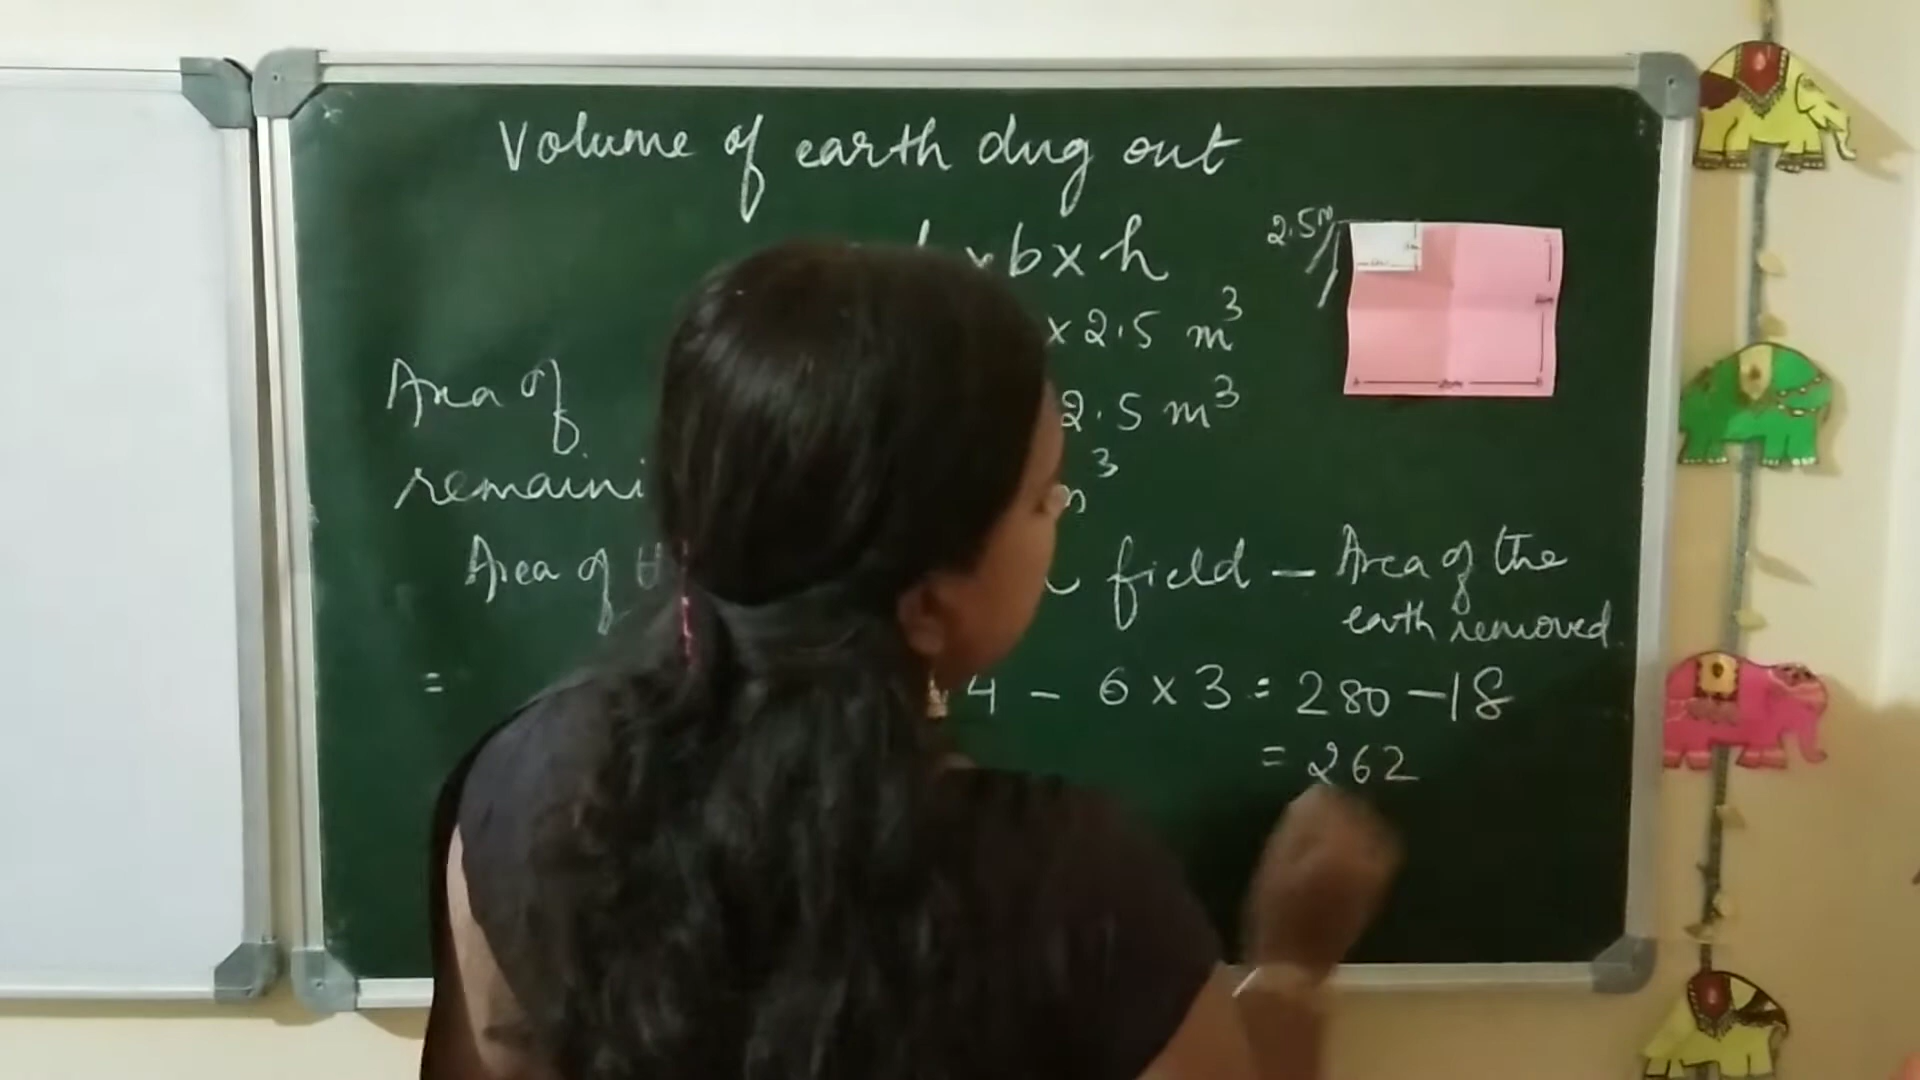 Volume of earth dug out
x b x h
2.5m
x 2.5 m³
Area of
2.5 m³
remaini
m³
Area of field - Area of the
earth removed
= 4 - 6 x 3 = 280 - 18
= 262